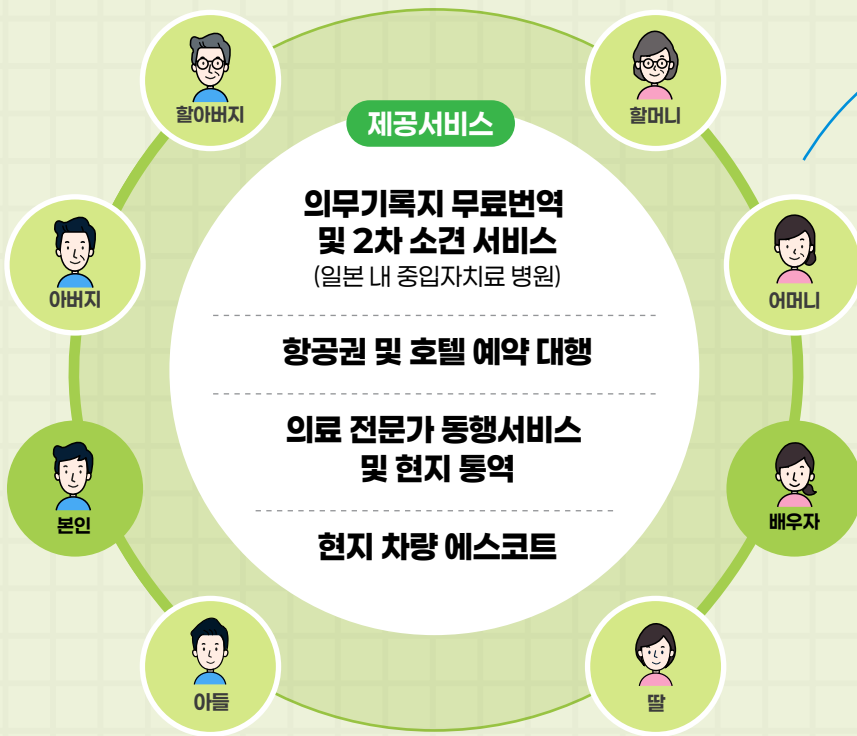 할아버지
할머니
제공서비스
의무기록지 무료번역
및 2차 소견 서비스
(일본 내 중입자치료 병원)
아버지
어머니
항공권 및 호텔 예약 대행
의료 전문가 동행서비스
및 현지 통역
본인
배우자
현지 차량 에스코트
아들
딸